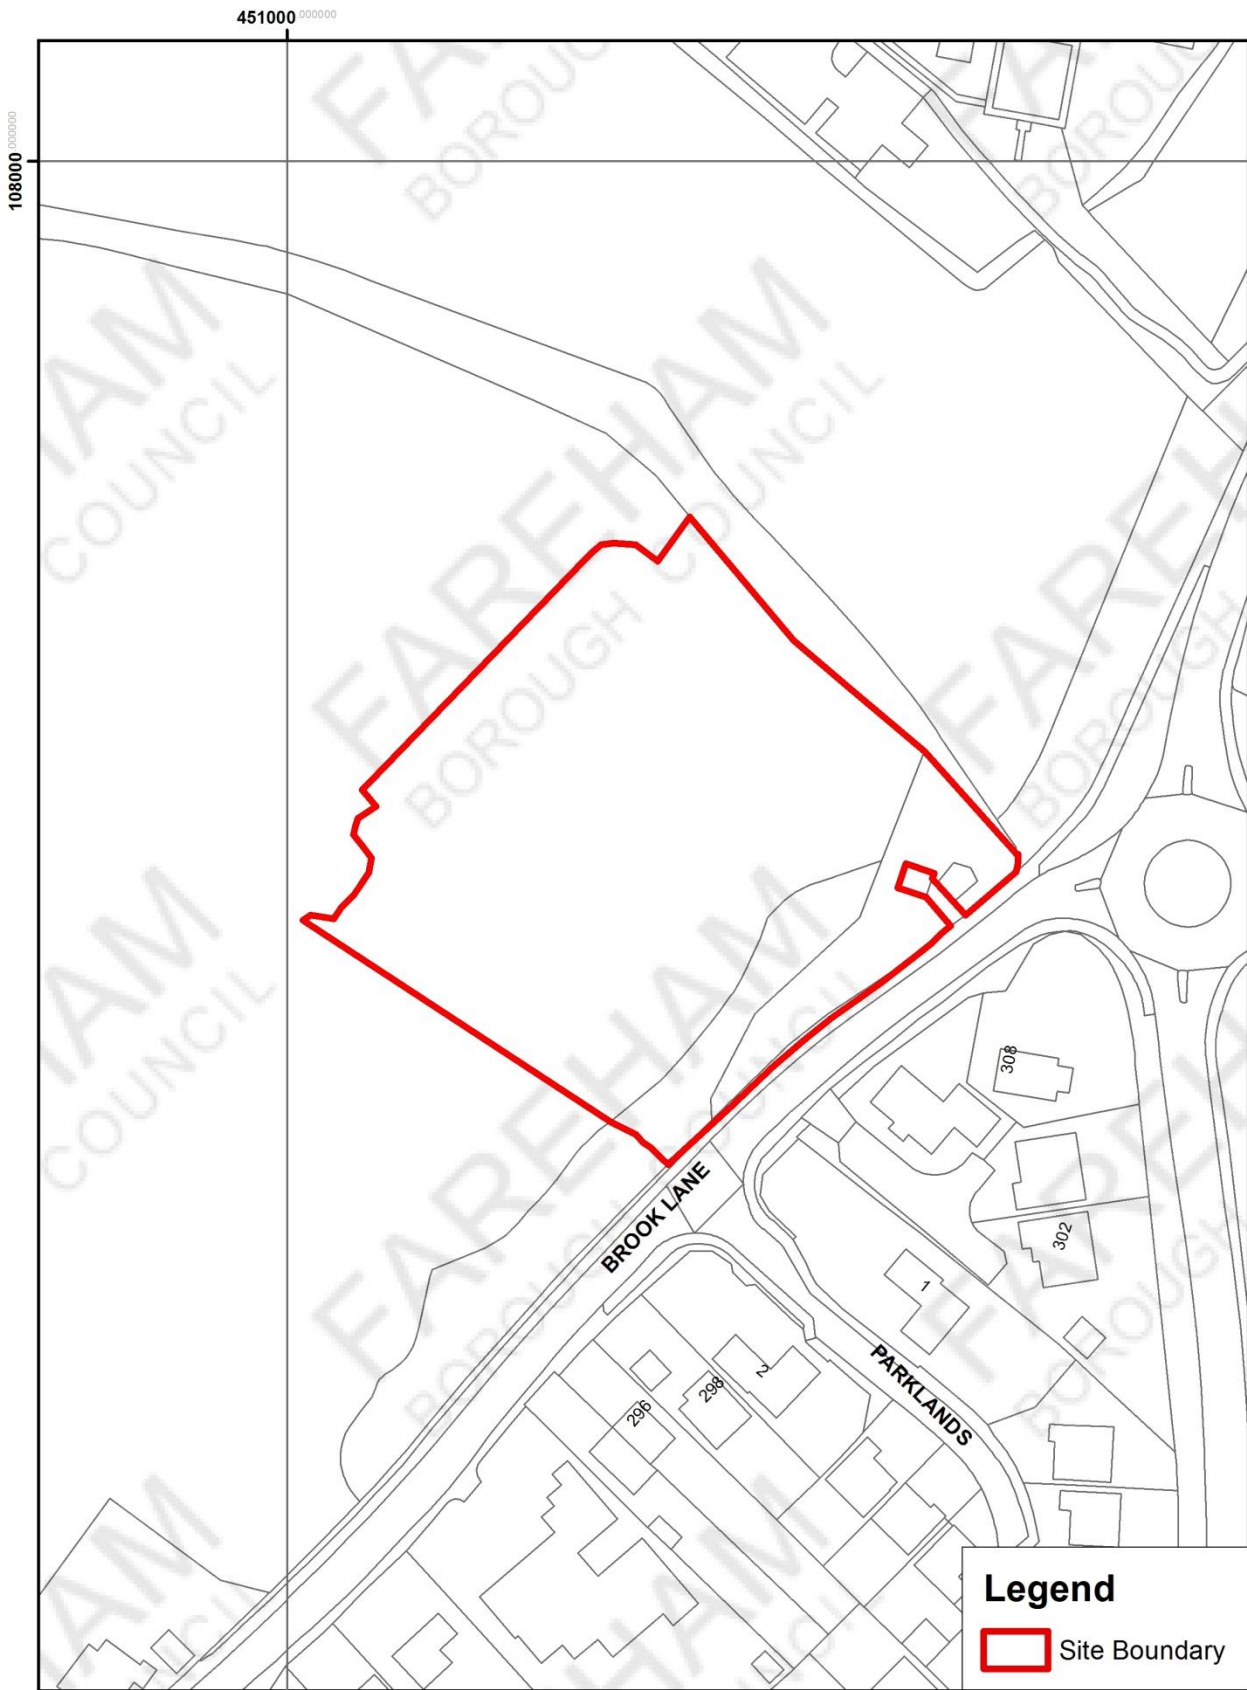 451000.000000
108000.000000
FAREHAM
BOROUGH COUNCIL
308
302
BROOK LANE
1
PARKLANDS
2
298
296
Legend
Site Boundary